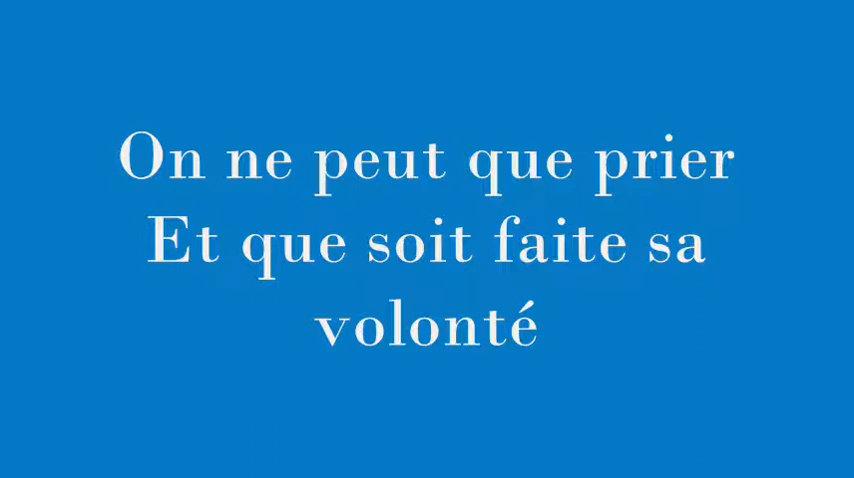 On ne peut que prier
Et que soit faite sa
volonté